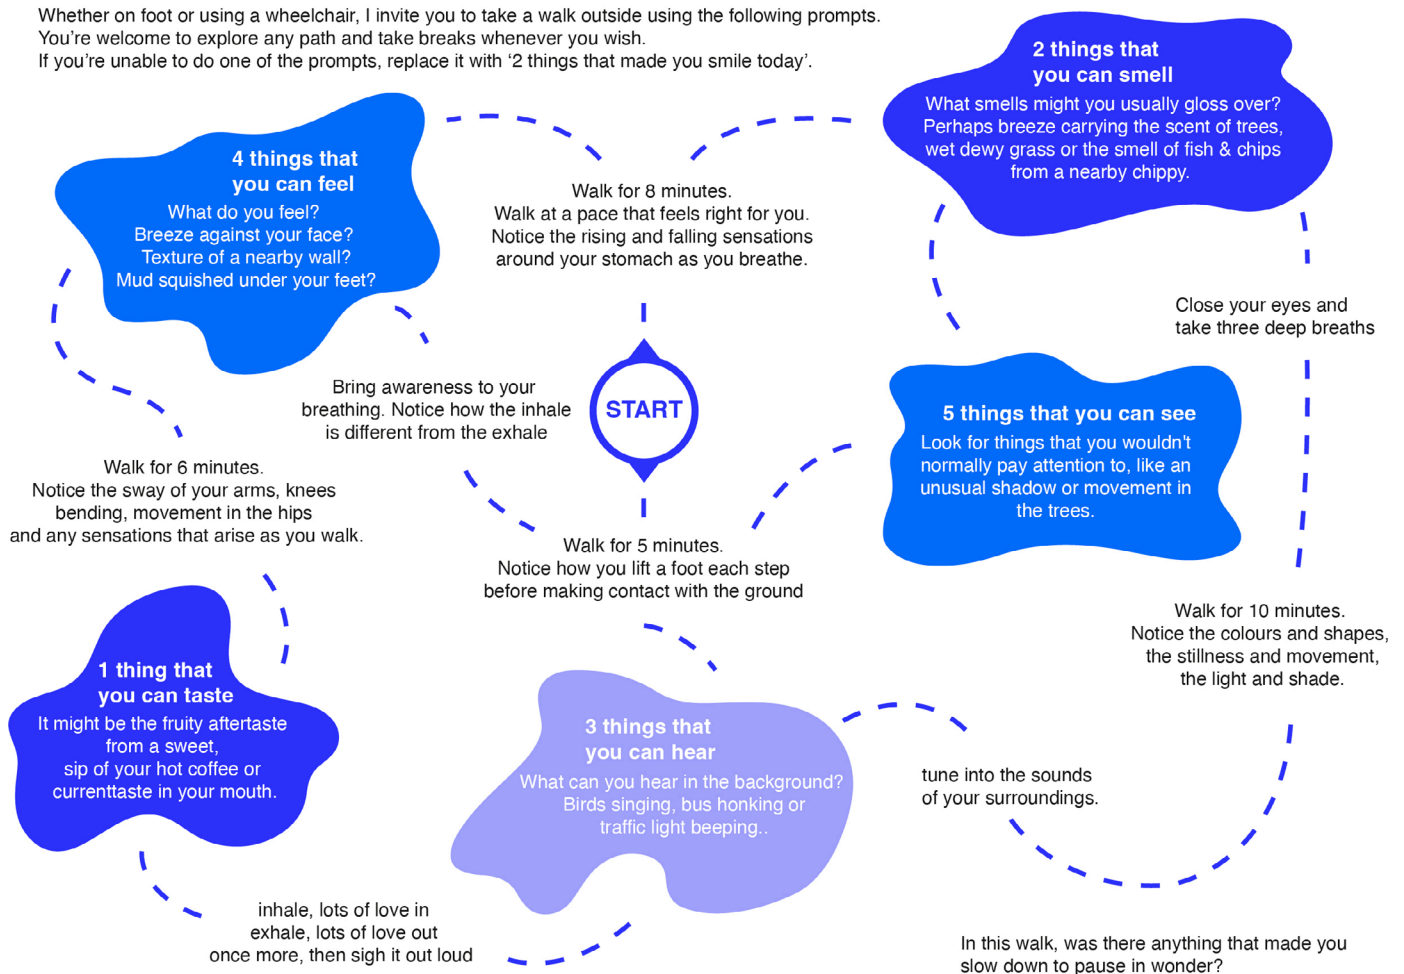 Whether on foot or using a wheelchair, I invite you to take a walk outside using the following prompts.
You're welcome to explore any path and take breaks whenever you wish.
If you're unable to do one of the prompts, replace it with ‘2 things that made you smile today’.
2 things that
you can smell
What smells might you usually gloss over?
Perhaps breeze carrying the scent of trees,
wet dewy grass or the smell of fish & chips
from a nearby chippy.
4 things that
you can feel
What do you feel?
Breeze against your face?
Texture of a nearby wall?
Mud squished under your feet?
Walk for 8 minutes.
Walk at a pace that feels right for you.
Notice the rising and falling sensations
around your stomach as you breathe.
Close your eyes and
take three deep breaths
Bring awareness to your
breathing. Notice how the inhale
is different from the exhale
START
5 things that you can see
Look for things that you wouldn't
normally pay attention to, like an
unusual shadow or movement in
the trees.
Walk for 6 minutes.
Notice the sway of your arms, knees
bending, movement in the hips
and any sensations that arise as you walk.
Walk for 5 minutes.
Notice how you lift a foot each step
before making contact with the ground
Walk for 10 minutes.
Notice the colours and shapes,
the stillness and movement,
the light and shade.
1 thing that
you can taste
It might be the fruity aftertaste
from a sweet,
sip of your hot coffee or
currenttaste in your mouth.
3 things that
you can hear
What can you hear in the background?
Birds singing, bus honking or
traffic light beeping..
tune into the sounds
of your surroundings.
inhale, lots of love in
exhale, lots of love out
once more, then sigh it out loud
In this walk, was there anything that made you
slow down to pause in wonder?